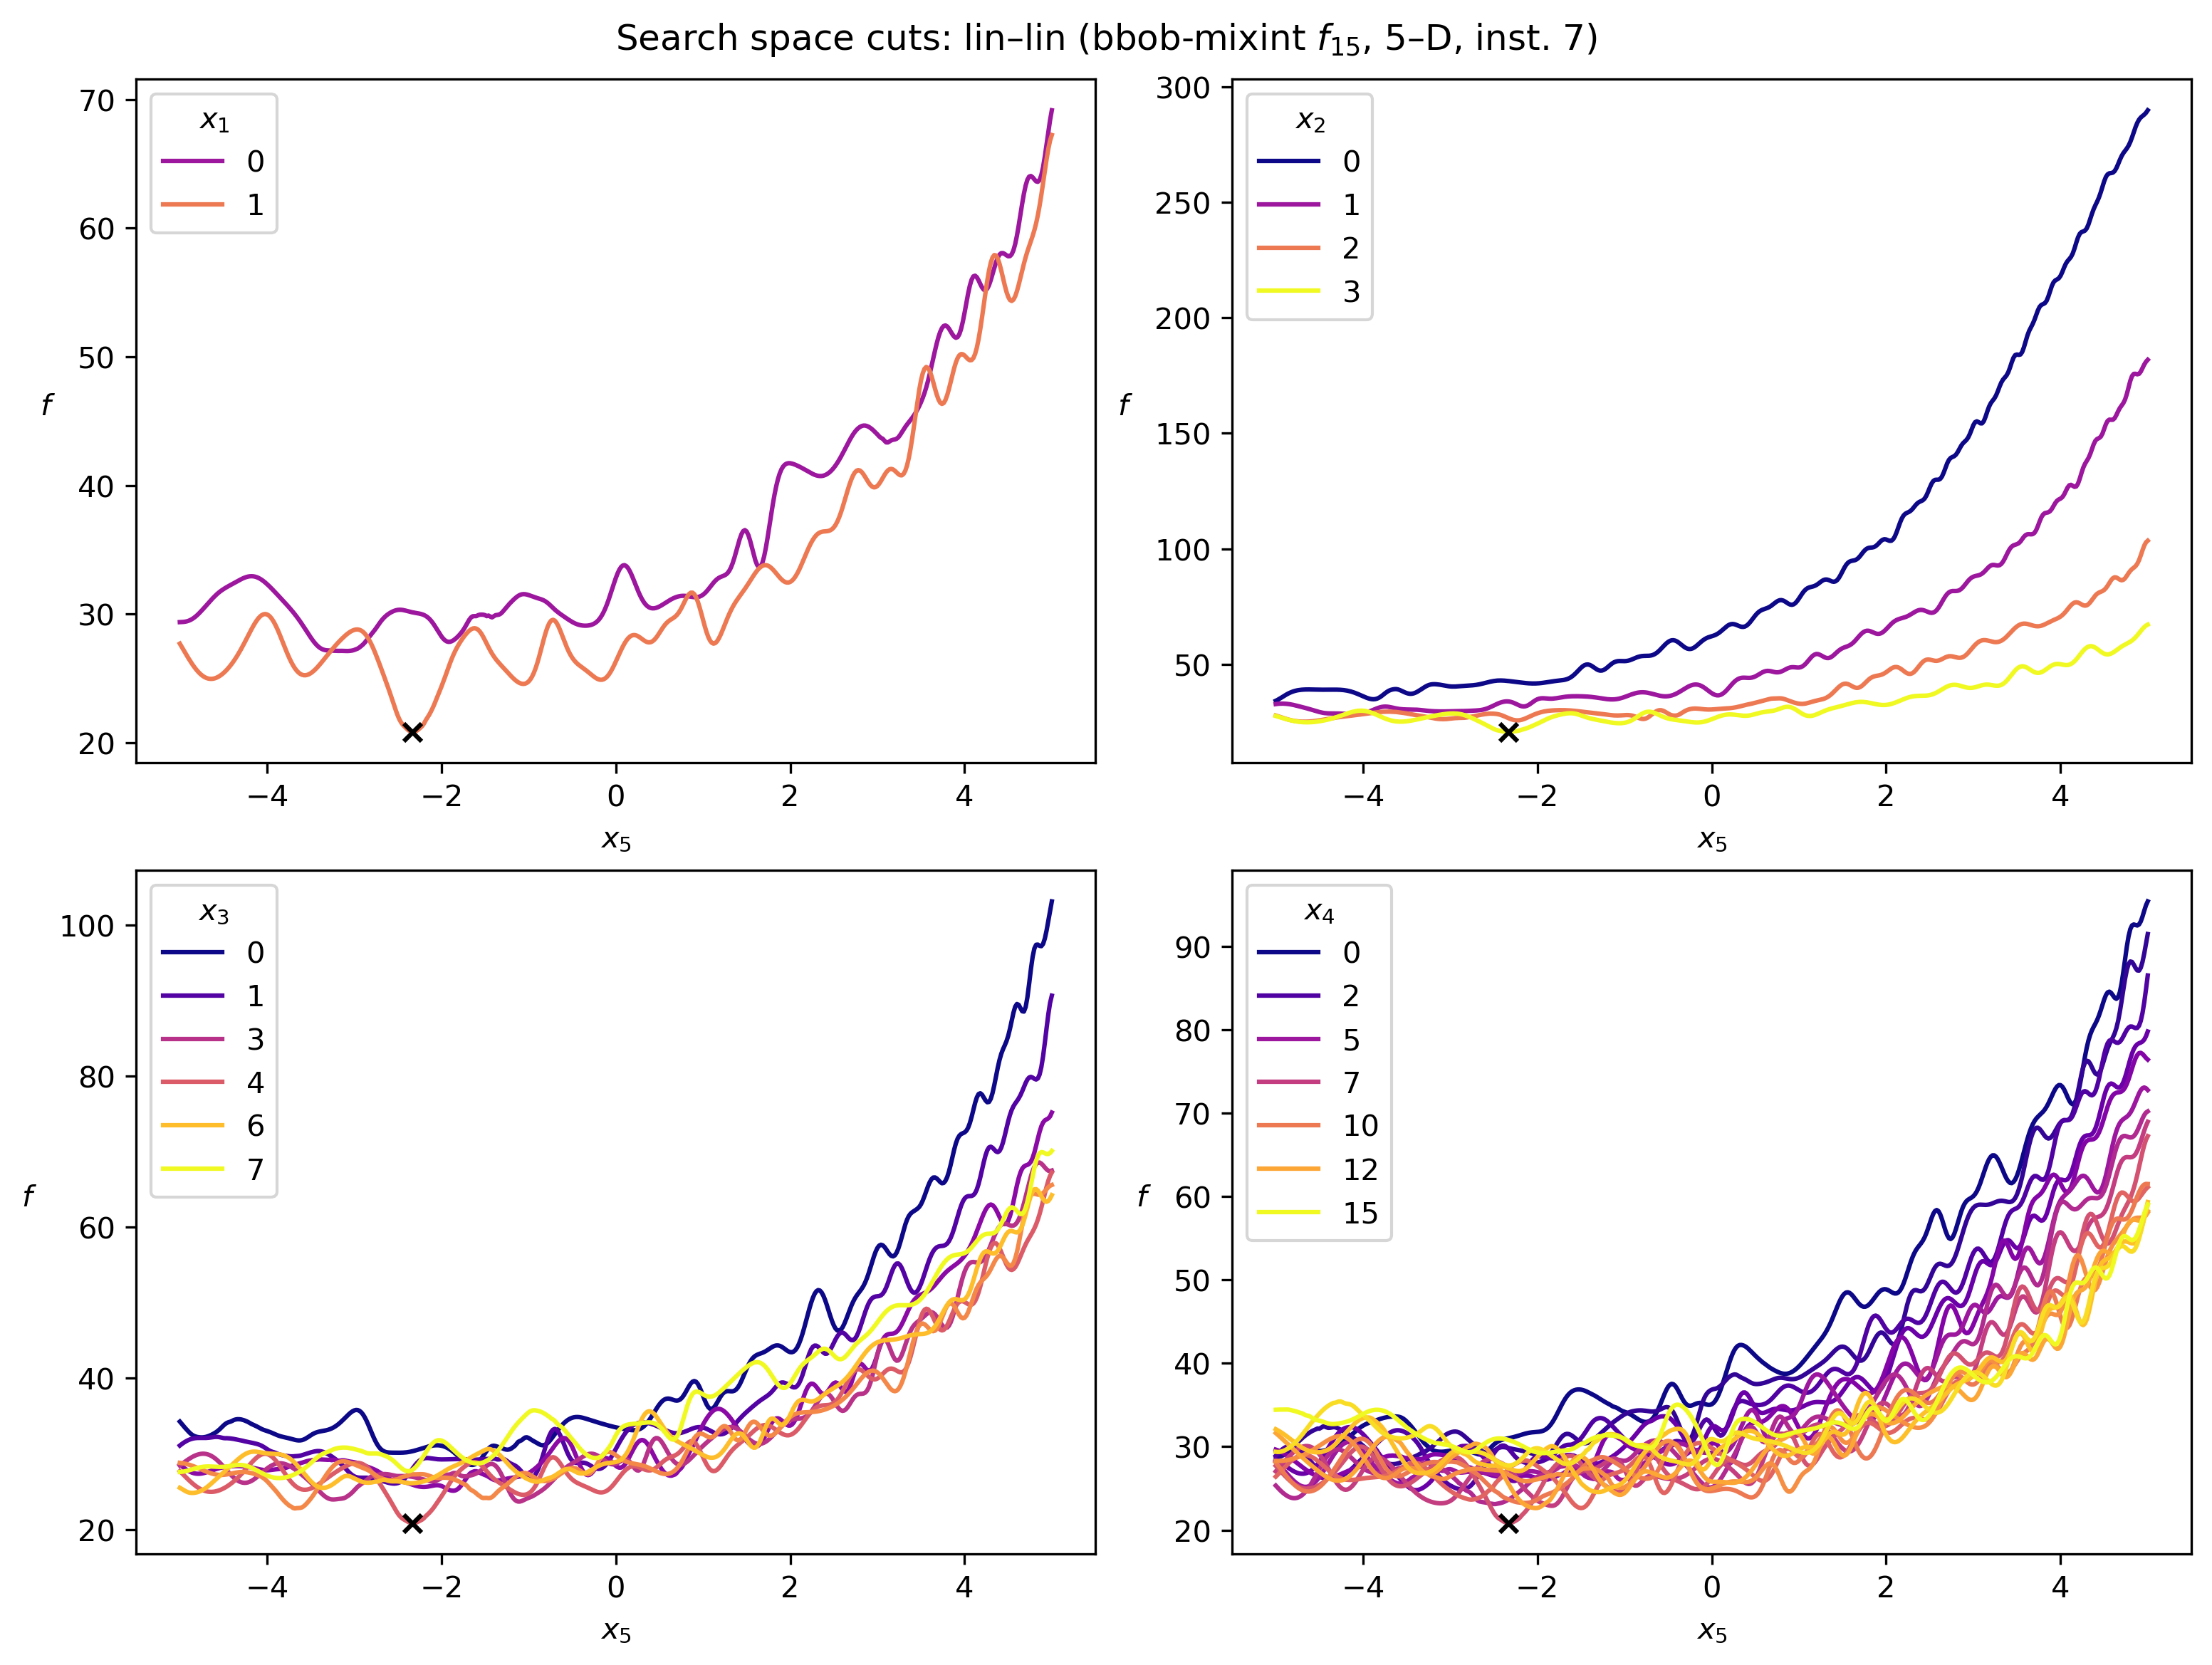 Search space cuts: lin–lin (bbob-mixint f₁₅, 5–D, inst. 7)
x₁
0
1
70
60
50
40
30
20
f
−4 −2 0 2 4
x₅
x₂
0
1
2
3
300
250
200
150
100
50
f
−4 −2 0 2 4
x₅
x₃
0
1
3
4
6
7
100
80
60
40
20
f
−4 −2 0 2 4
x₅
x₄
0
2
5
7
10
12
15
90
80
70
60
50
40
30
20
f
−4 −2 0 2 4
x₅